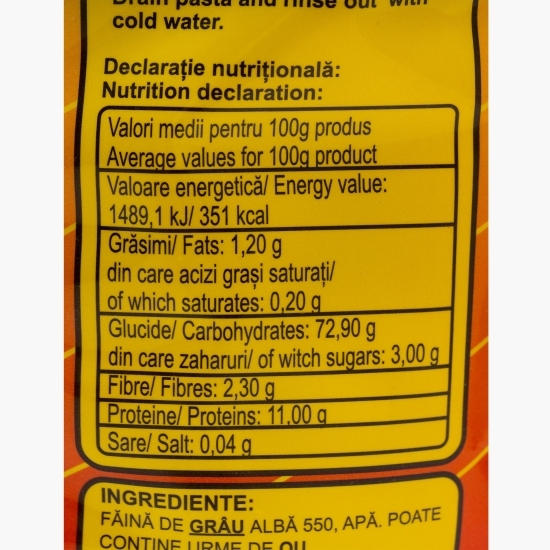 Drain pasta and rinse out with
cold water.
Declarație nutrițională:
Nutrition declaration:
Valori medii pentru 100g produs
Average values for 100g product
Valoare energetică/ Energy value:
1489,1 kJ/ 351 kcal
Grăsimi/ Fats: 1,20 g
din care acizi grași saturați/
of which saturates: 0,20 g
Glucide/ Carbohydrates: 72,90 g
din care zaharuri/ of witch sugars: 3,00 g
Fibre/ Fibres: 2,30 g
Proteine/ Proteins: 11,00 g
Sare/ Salt: 0,04 g
INGREDIENTE:
FĂINĂ DE GRÂU ALBĂ 550, APĂ. POATE
CONȚINE URME DE OU